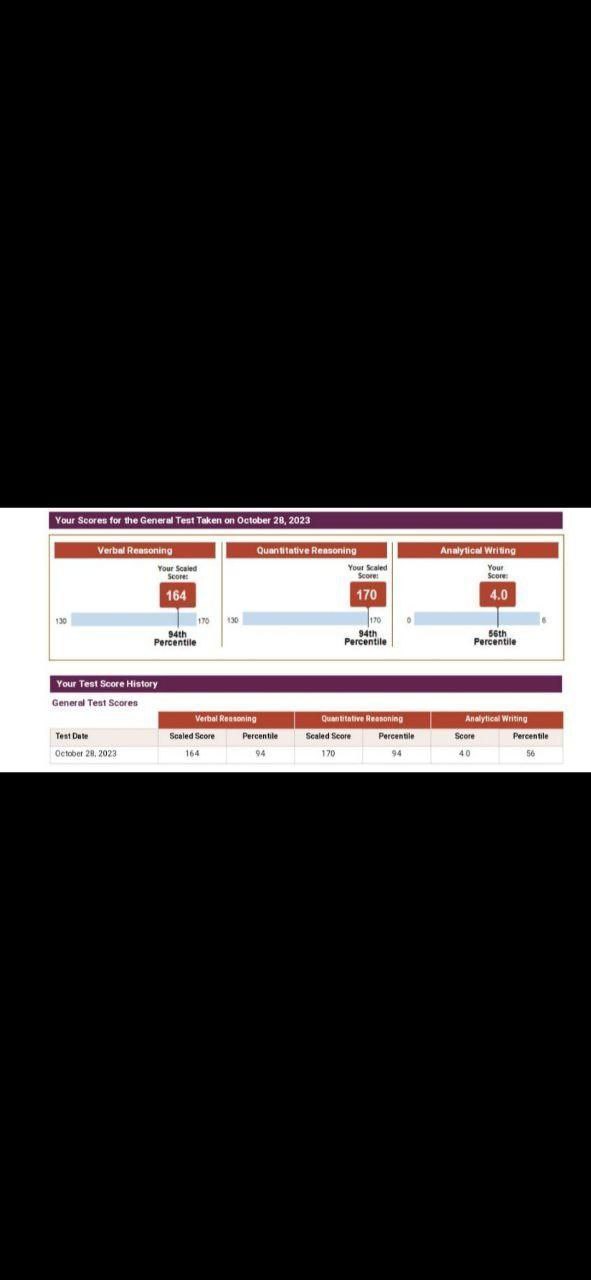 Your Scores for the General Test Taken on October 28, 2023
Verbal Reasoning
Your Scaled
Score:
164
130
170
94th
Percentile
Quantitative Reasoning
Your Scaled
Score:
170
130
170
94th
Percentile
Analytical Writing
Your
Score:
4.0
0
6
56th
Percentile
Your Test Score History
General Test Scores
Verbal Reasoning Quantitative Reasoning Analytical Writing
Test Date Scaled Score Percentile Scaled Score Percentile Score Percentile
October 28, 2023 164 94 170 94 4.0 56